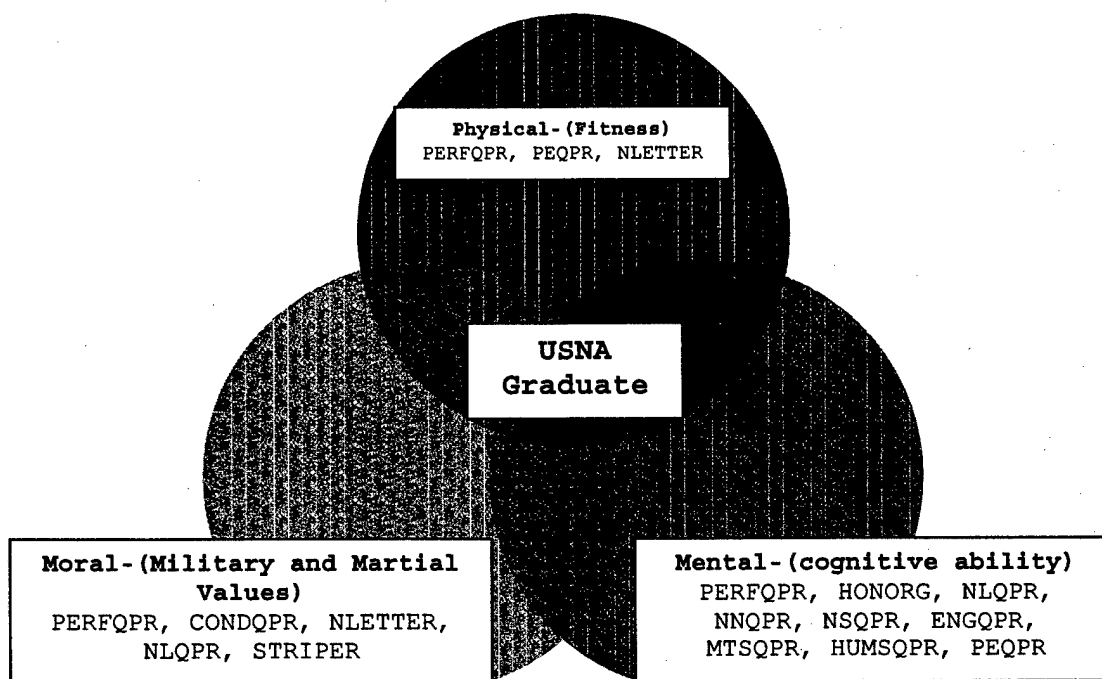 Physical-(Fitness)
PERFQPR, PEQPR, NLETTER
USNA
Graduate
Moral-(Military and Martial
Values)
PERFQPR, CONDQPR, NLETTER,
NLQPR, STRIPER
Mental-(cognitive ability)
PERFQPR, HONORG, NLQPR,
NNQPR, NSQPR, ENGQPR,
MTSQPR, HUMSQPR, PEQPR